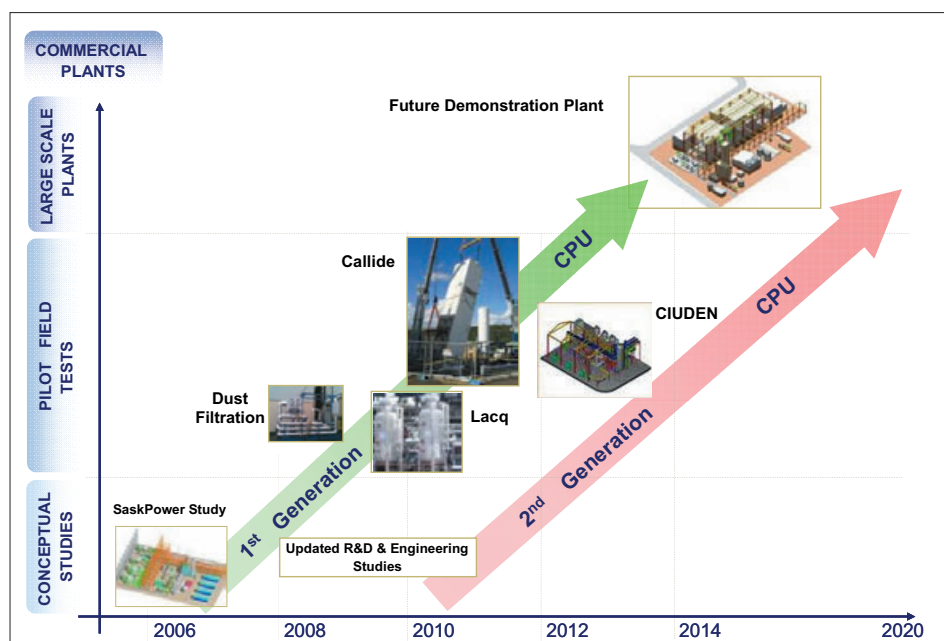 COMMERCIAL
PLANTS
LARGE SCALE
PLANTS
Future Demonstration Plant
CPU
CPU
PILOT FIELD
TESTS
Callide
CIUDEN
Dust
Filtration
Lacq
1st Generation
2nd Generation
CONCEPTUAL
STUDIES
SaskPower Study
Updated R&D & Engineering
Studies
2006
2008
2010
2012
2014
2020